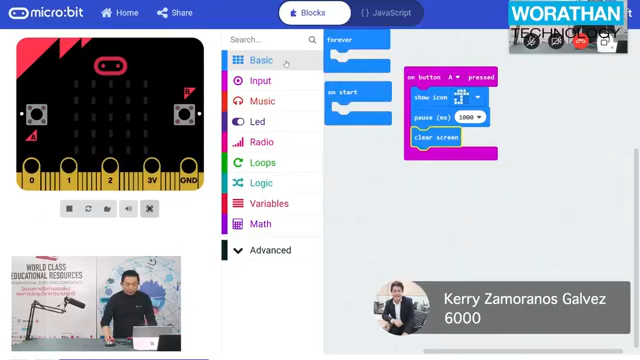 micro:bit
Home
Share
Blocks
JavaScript
WORATHAN
TECHNOLOGY
Search...
Basic
Input
Music
Led
Radio
Loops
Logic
Variables
Math
Advanced
forever
on start
on button A pressed
show icon
pause (ms) 1000
clear screen
A
B
0 1 2 3V GND
WORLD CLASS
EDUCATIONAL RESOURCES
Kerry Zamoranos Galvez
6000